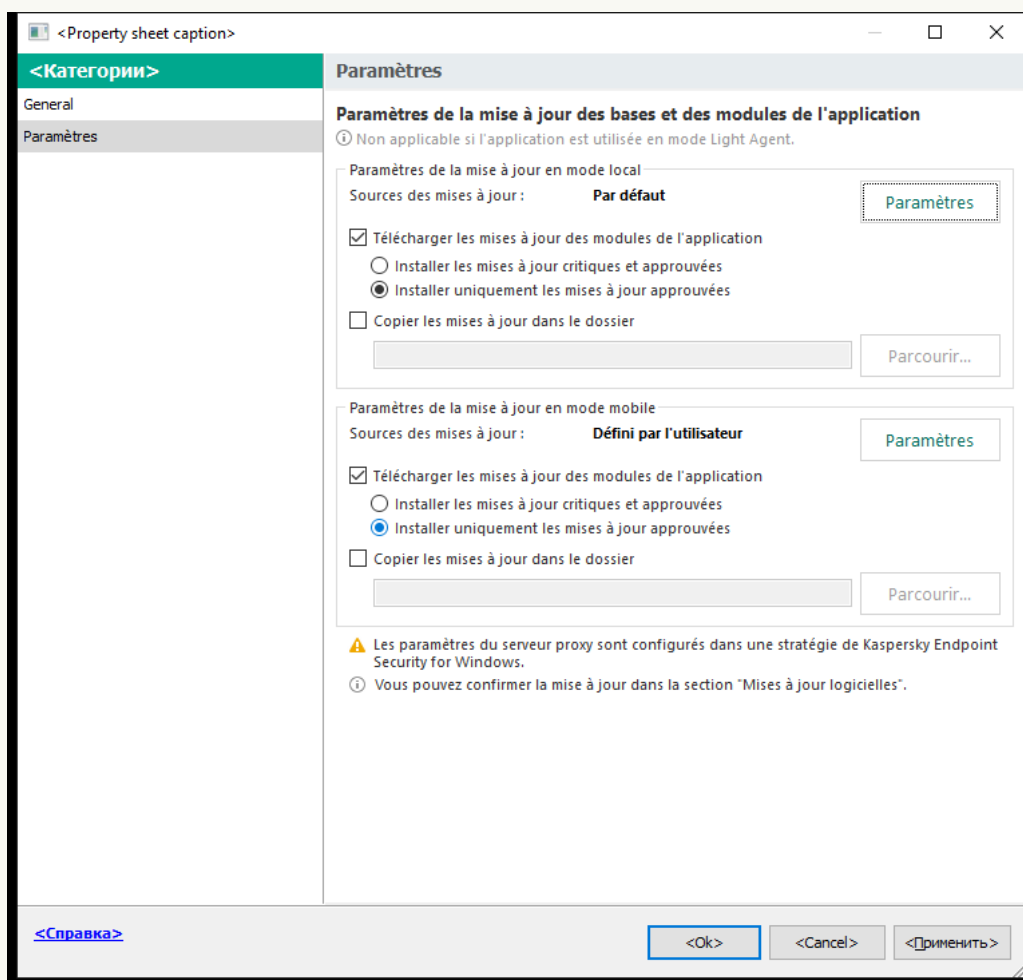 <Property sheet caption>
<Категории>
General
Paramètres
Paramètres
Paramètres de la mise à jour des bases et des modules de l'application
Non applicable si l'application est utilisée en mode Light Agent.
Paramètres de la mise à jour en mode local
Sources des mises à jour : Par défaut
Paramètres
Télécharger les mises à jour des modules de l'application
Installer les mises à jour critiques et approuvées
Installer uniquement les mises à jour approuvées
Copier les mises à jour dans le dossier
Parcourir...
Paramètres de la mise à jour en mode mobile
Sources des mises à jour : Défini par l'utilisateur
Paramètres
Télécharger les mises à jour des modules de l'application
Installer les mises à jour critiques et approuvées
Installer uniquement les mises à jour approuvées
Copier les mises à jour dans le dossier
Parcourir...
Les paramètres du serveur proxy sont configurés dans une stratégie de Kaspersky Endpoint
Security for Windows.
Vous pouvez confirmer la mise à jour dans la section "Mises à jour logicielles".
<Справка>
<Ok>
<Cancel>
<Применить>